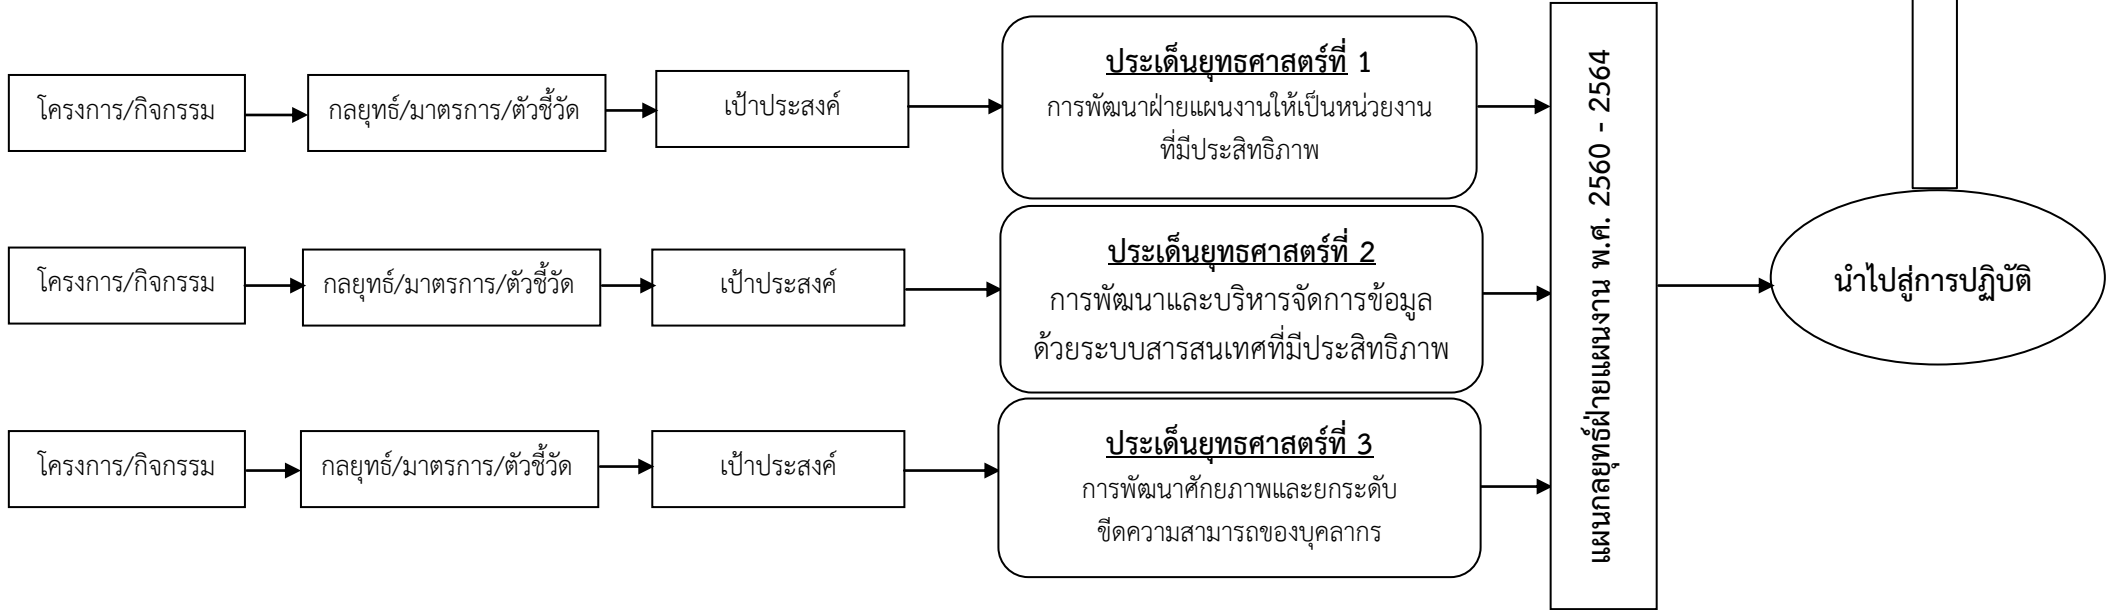 โครงการ/กิจกรรม
กลยุทธ์/มาตรการ/ตัวชี้วัด
เป้าประสงค์
ประเด็นยุทธศาสตร์ที่ 1
การพัฒนาฝ่ายแผนงานให้เป็นหน่วยงาน
ที่มีประสิทธิภาพ
โครงการ/กิจกรรม
กลยุทธ์/มาตรการ/ตัวชี้วัด
เป้าประสงค์
ประเด็นยุทธศาสตร์ที่ 2
การพัฒนาและบริหารจัดการข้อมูล
ด้วยระบบสารสนเทศที่มีประสิทธิภาพ
โครงการ/กิจกรรม
กลยุทธ์/มาตรการ/ตัวชี้วัด
เป้าประสงค์
ประเด็นยุทธศาสตร์ที่ 3
การพัฒนาศักยภาพและยกระดับ
ขีดความสามารถของบุคลากร
แผนกลยุทธ์ฝ่ายแผนงาน พ.ศ. 2560 - 2564
นำไปสู่การปฏิบัติ